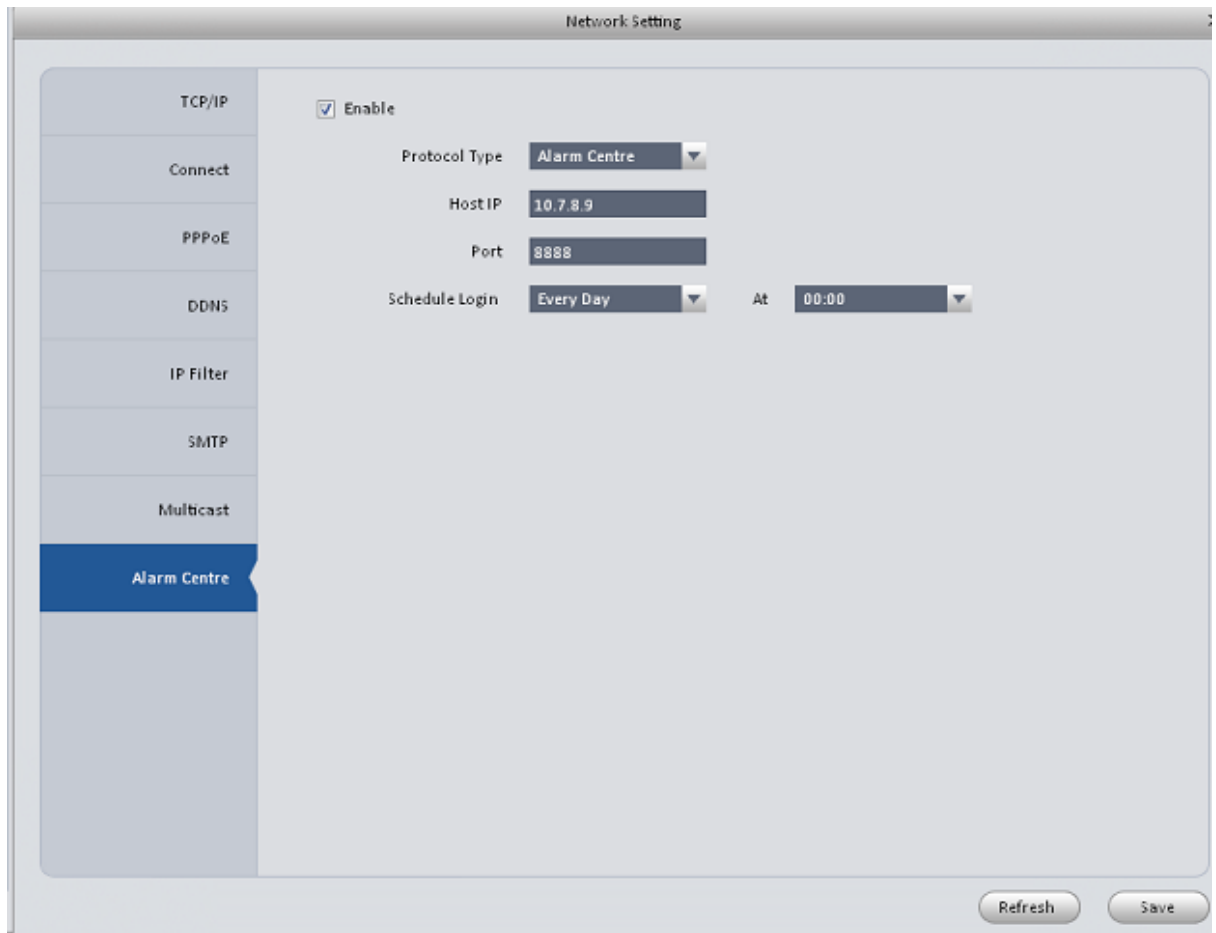 Network Setting
TCP/IP
Connect
PPPoE
DDNS
IP Filter
SMTP
Multicast
Alarm Centre
Enable
Protocol Type Alarm Centre
Host IP 10.7.8.9
Port 8888
Schedule Login Every Day At 00:00
Refresh Save